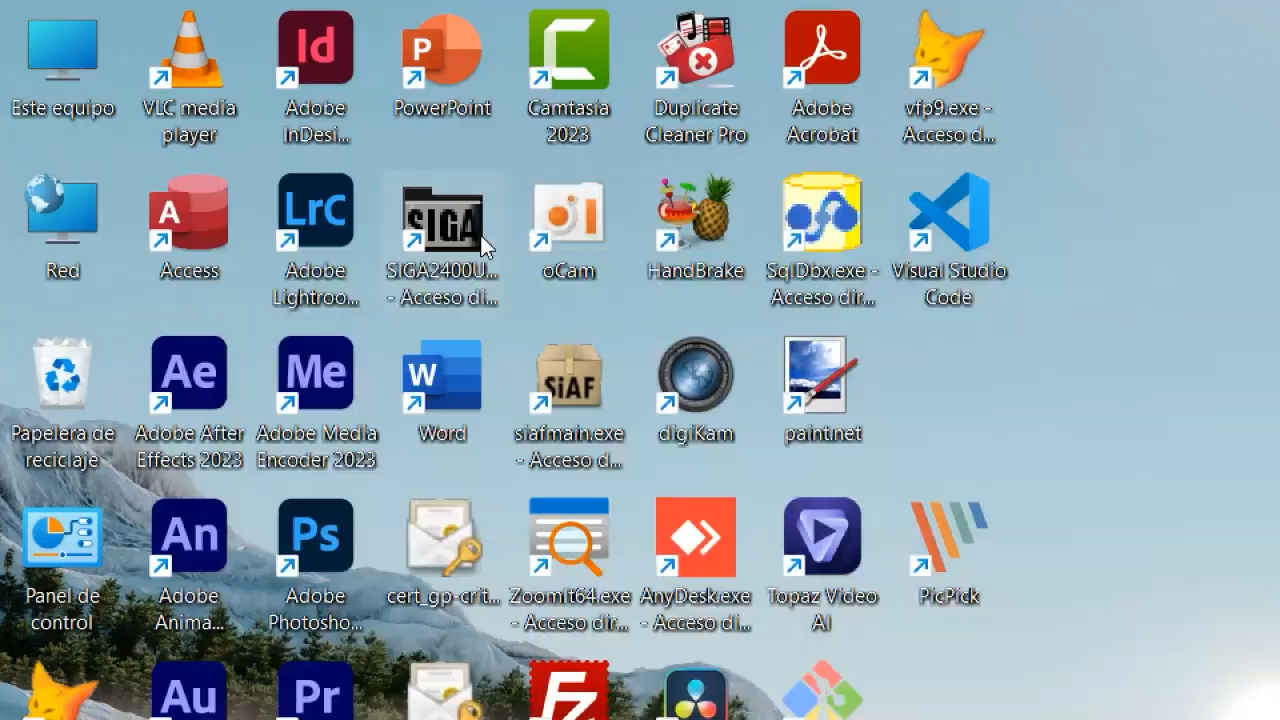 Id
P
Este equipo
VLC media
player
Adobe
InDesi...
PowerPoint
Camtasia
2023
Duplicate
Cleaner Pro
Adobe
Acrobat
vfp9.exe -
Acceso d...
A
LrC
SIGA
Red
Access
Adobe
Lightroo...
SIGA2400U...
- Acceso di...
oCam
HandBrake
SqlDbx.exe -
Acceso dir...
Visual Studio
Code
Ae
Me
W
SiAF
Papelera de
reciclaje
Adobe After
Effects 2023
Adobe Media
Encoder 2023
Word
siafmain.exe
- Acceso d...
digiKam
paint.net
An
Ps
Panel de
control
Adobe
Anima...
Adobe
Photosho...
cert_gp-crit...
ZoomIt64.exe
- Acceso dir...
AnyDesk.exe
- Acceso di...
Topaz Video
AI
PicPick
Au
Pr
Fz